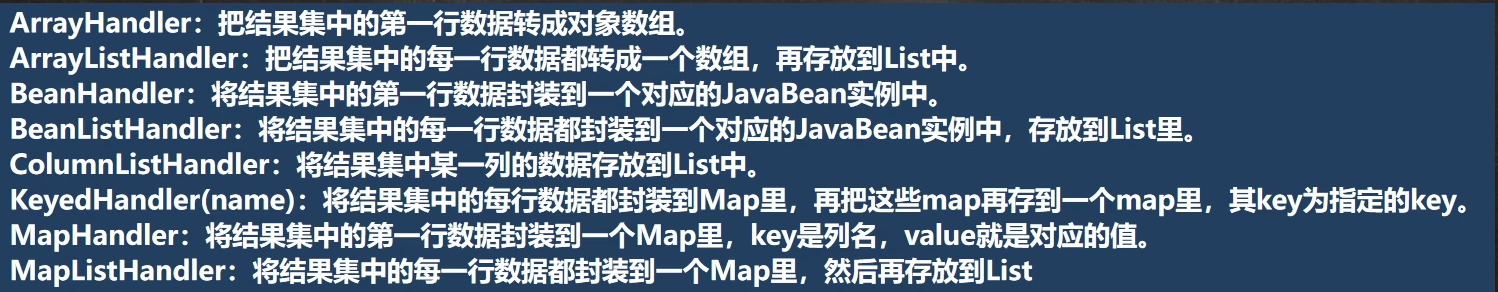 ArrayHandler：把结果集中的第一行数据转成对象数组。
ArrayListHandler：把结果集中的每一行数据都转成一个数组，再存放到List中。
BeanHandler：将结果集中的第一行数据封装到一个对应的JavaBean实例中。
BeanListHandler：将结果集中的每一行数据都封装到一个对应的JavaBean实例中，存放到List里。
ColumnListHandler：将结果集中某一列的数据存放到List中。
KeyedHandler(name)：将结果集中的每行数据都封装到Map里，再把这些map再存到一个map里，其key为指定的key。
MapHandler：将结果集中的第一行数据封装到一个Map里，key是列名，value就是对应的值。
MapListHandler：将结果集中的每一行数据都封装到一个Map里，然后再存放到List